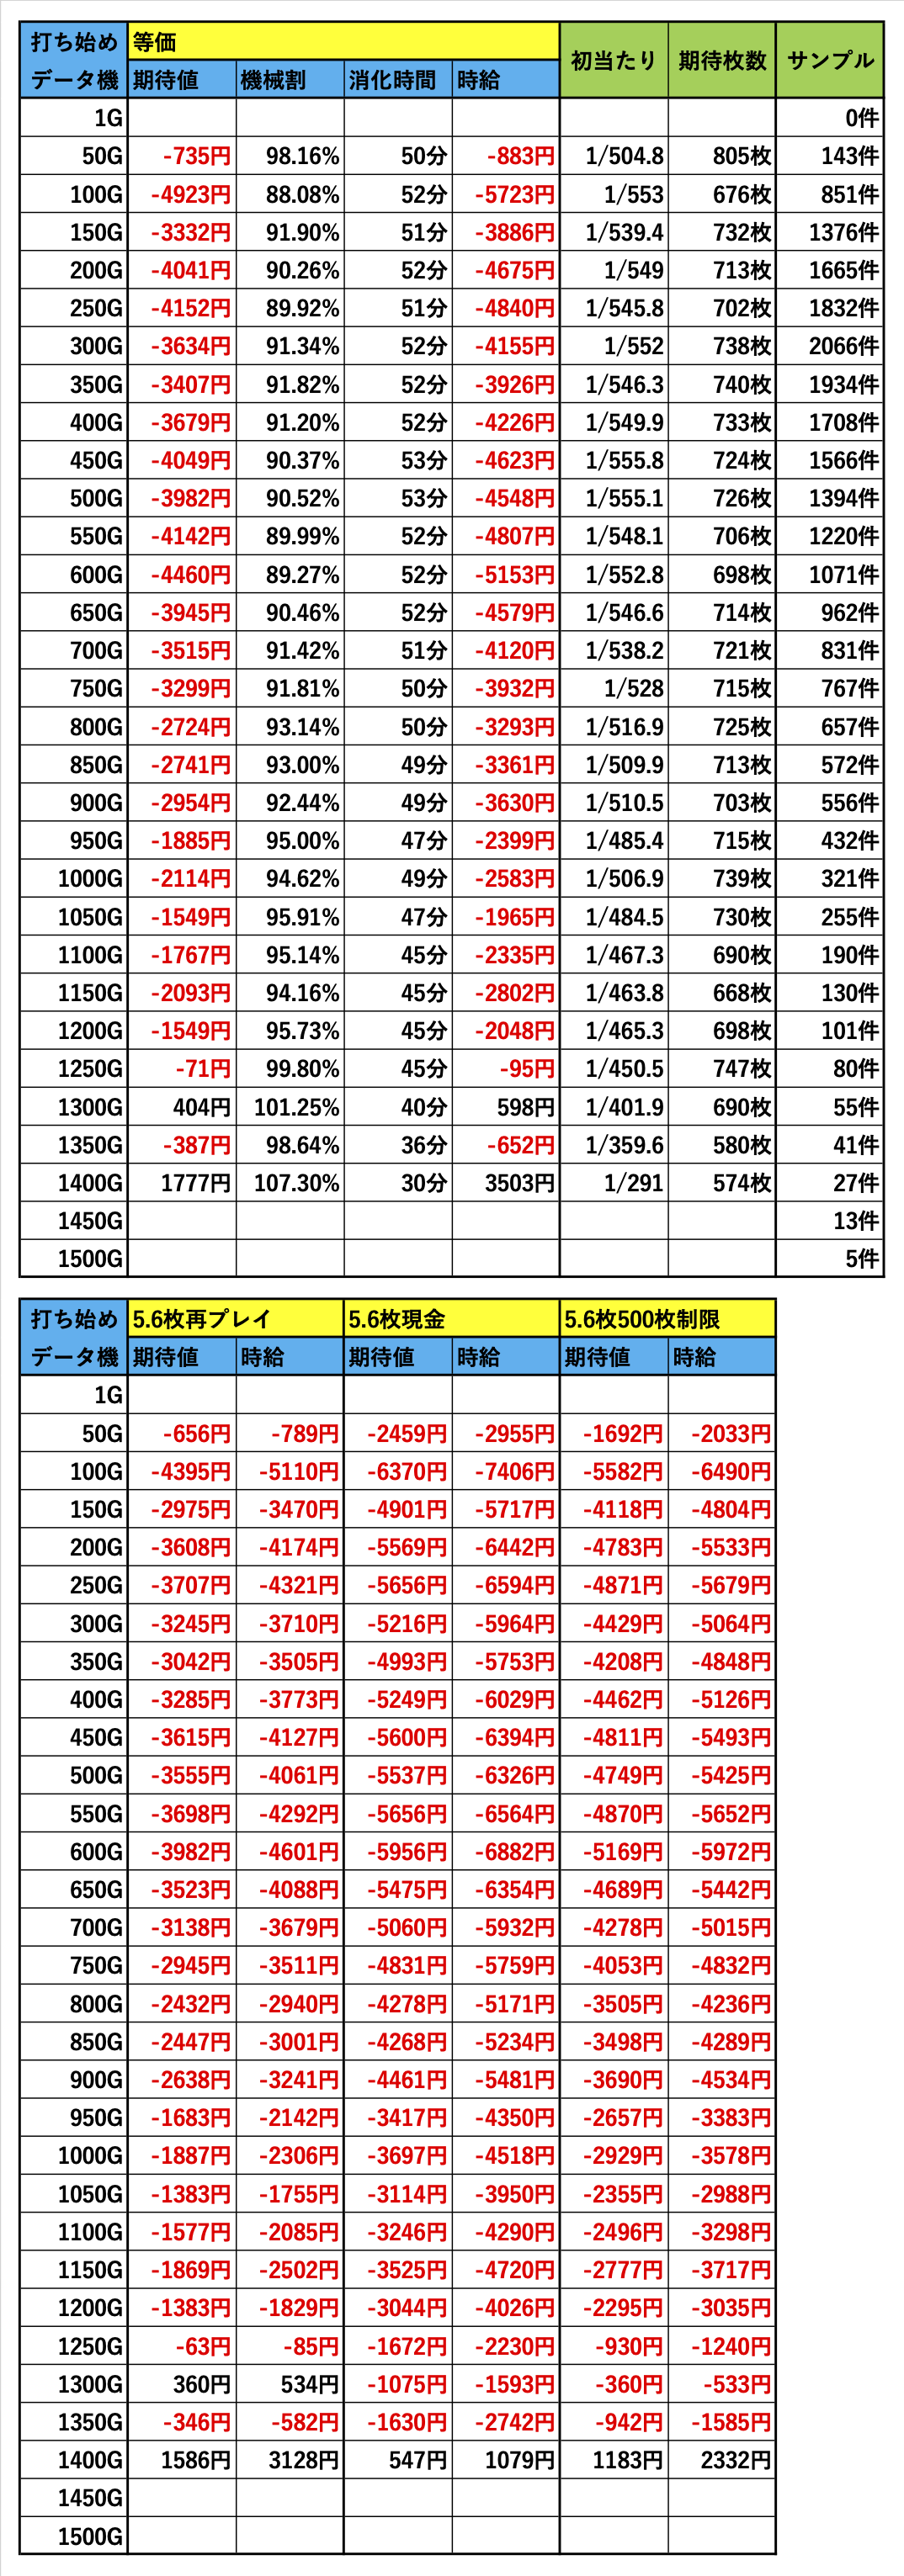 打ち始め 等価 初当たり 期待枚数 サンプル
データ機 期待値 機械割 消化時間 時給
1G 0件
50G -735円 98.16% 50分 -883円 1/504.8 805枚 143件
100G -4923円 88.08% 52分 -5723円 1/553 676枚 851件
150G -3332円 91.90% 51分 -3886円 1/539.4 732枚 1376件
200G -4041円 90.26% 52分 -4675円 1/549 713枚 1665件
250G -4152円 89.92% 51分 -4840円 1/545.8 702枚 1832件
300G -3634円 91.34% 52分 -4155円 1/552 738枚 2066件
350G -3407円 91.82% 52分 -3926円 1/546.3 740枚 1934件
400G -3679円 91.20% 52分 -4226円 1/549.9 733枚 1708件
450G -4049円 90.37% 53分 -4623円 1/555.8 724枚 1566件
500G -3982円 90.52% 53分 -4548円 1/555.1 726枚 1394件
550G -4142円 89.99% 52分 -4807円 1/548.1 706枚 1220件
600G -4460円 89.27% 52分 -5153円 1/552.8 698枚 1071件
650G -3945円 90.46% 52分 -4579円 1/546.6 714枚 962件
700G -3515円 91.42% 51分 -4120円 1/538.2 721枚 831件
750G -3299円 91.81% 50分 -3932円 1/528 715枚 767件
800G -2724円 93.14% 50分 -3293円 1/516.9 725枚 657件
850G -2741円 93.00% 49分 -3361円 1/509.9 713枚 572件
900G -2954円 92.44% 49分 -3630円 1/510.5 703枚 556件
950G -1885円 95.00% 47分 -2399円 1/485.4 715枚 432件
1000G -2114円 94.62% 49分 -2583円 1/506.9 739枚 321件
1050G -1549円 95.91% 47分 -1965円 1/484.5 730枚 255件
1100G -1767円 95.14% 45分 -2335円 1/467.3 690枚 190件
1150G -2093円 94.16% 45分 -2802円 1/463.8 668枚 130件
1200G -1549円 95.73% 45分 -2048円 1/465.3 698枚 101件
1250G -71円 99.80% 45分 -95円 1/450.5 747枚 80件
1300G 404円 101.25% 40分 598円 1/401.9 690枚 55件
1350G -387円 98.64% 36分 -652円 1/359.6 580枚 41件
1400G 1777円 107.30% 30分 3503円 1/291 574枚 27件
1450G 13件
1500G 5件
打ち始め 5.6枚再プレイ 5.6枚現金 5.6枚500枚制限
データ機 期待値 時給 期待値 時給 期待値 時給
1G
50G -656円 -789円 -2459円 -2955円 -1692円 -2033円
100G -4395円 -5110円 -6370円 -7406円 -5582円 -6490円
150G -2975円 -3470円 -4901円 -5717円 -4118円 -4804円
200G -3608円 -4174円 -5569円 -6442円 -4783円 -5533円
250G -3707円 -4321円 -5656円 -6594円 -4871円 -5679円
300G -3245円 -3710円 -5216円 -5964円 -4429円 -5064円
350G -3042円 -3505円 -4993円 -5753円 -4208円 -4848円
400G -3285円 -3773円 -5249円 -6029円 -4462円 -5126円
450G -3615円 -4127円 -5600円 -6394円 -4811円 -5493円
500G -3555円 -4061円 -5537円 -6326円 -4749円 -5425円
550G -3698円 -4292円 -5656円 -6564円 -4870円 -5652円
600G -3982円 -4601円 -5956円 -6882円 -5169円 -5972円
650G -3523円 -4088円 -5475円 -6354円 -4689円 -5442円
700G -3138円 -3679円 -5060円 -5932円 -4278円 -5015円
750G -2945円 -3511円 -4831円 -5759円 -4053円 -4832円
800G -2432円 -2940円 -4278円 -5171円 -3505円 -4236円
850G -2447円 -3001円 -4268円 -5234円 -3498円 -4289円
900G -2638円 -3241円 -4461円 -5481円 -3690円 -4534円
950G -1683円 -2142円 -3417円 -4350円 -2657円 -3383円
1000G -1887円 -2306円 -3697円 -4518円 -2929円 -3578円
1050G -1383円 -1755円 -3114円 -3950円 -2355円 -2988円
1100G -1577円 -2085円 -3246円 -4290円 -2496円 -3298円
1150G -1869円 -2502円 -3525円 -4720円 -2777円 -3717円
1200G -1383円 -1829円 -3044円 -4026円 -2295円 -3035円
1250G -63円 -85円 -1672円 -2230円 -930円 -1240円
1300G 360円 534円 -1075円 -1593円 -360円 -533円
1350G -346円 -582円 -1630円 -2742円 -942円 -1585円
1400G 1586円 3128円 547円 1079円 1183円 2332円
1450G
1500G